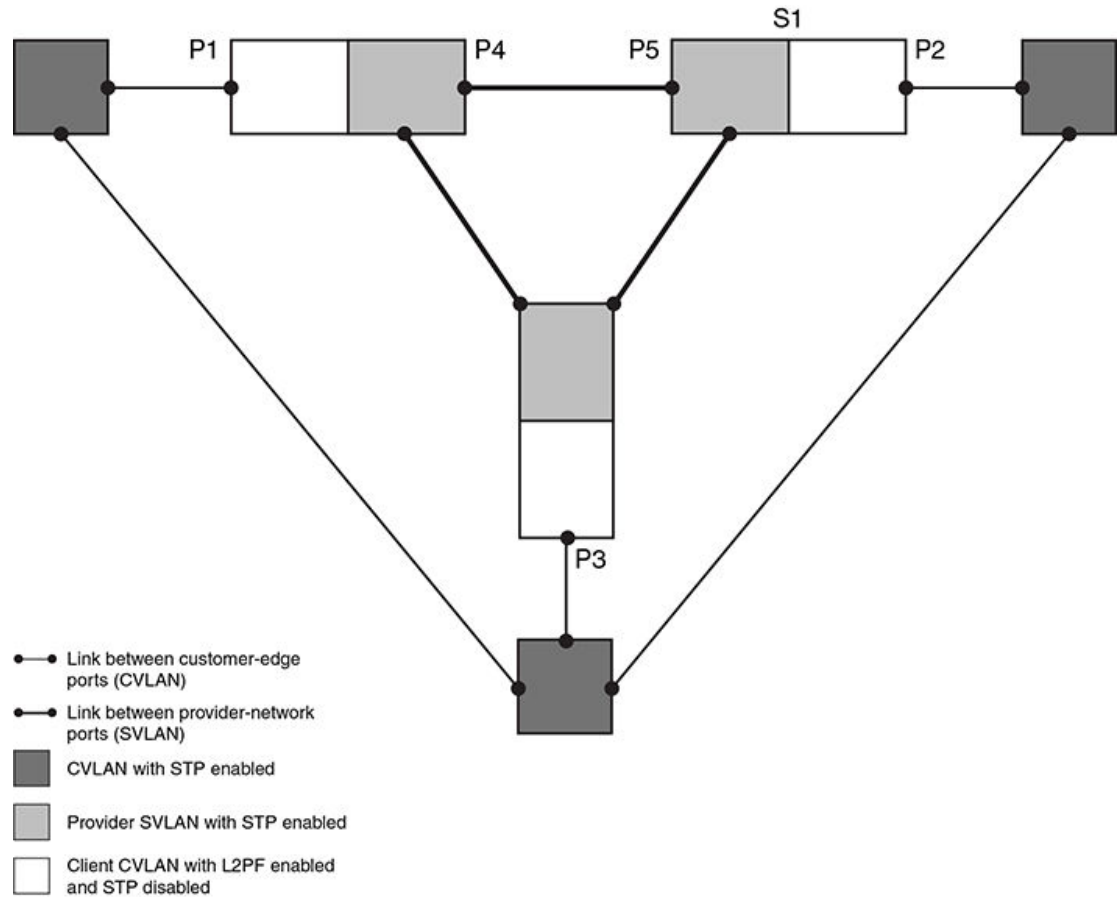 S1
P1
P4
P5
P2
P3
Link between customer-edge
ports (CVLAN)
Link between provider-network
ports (SVLAN)
CVLAN with STP enabled
Provider SVLAN with STP enabled
Client CVLAN with L2PF enabled
and STP disabled